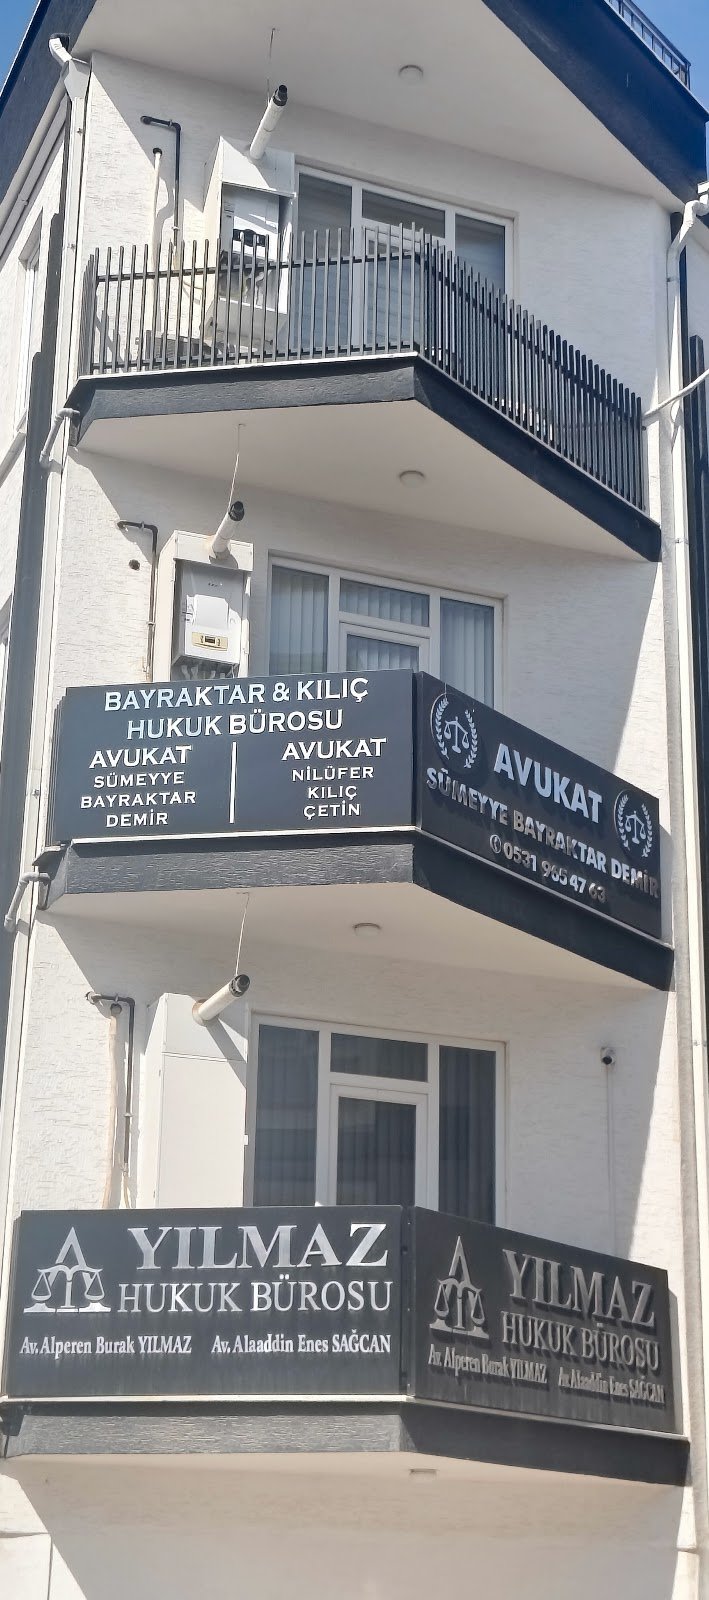 BAYRAKTAR & KILIÇ
HUKUK BÜROSU
AVUKAT
SÜMEYYE
BAYRAKTAR
DEMİR
AVUKAT
NİLÜFER
KILIÇ
ÇETİN
AVUKAT
SÜMEYYE BAYRAKTAR DEMİR
0531 965 47 63
YILMAZ
HUKUK BÜROSU
Av. Alperen Burak YILMAZ Av. Alaaddin Enes SAĞCAN
YILMAZ
HUKUK BÜROSU
Av. Alperen Burak YILMAZ Av. Alaaddin Enes SAĞCAN